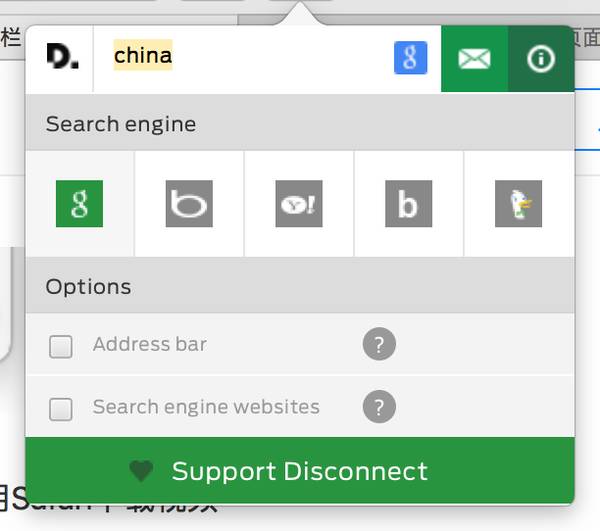 栏
页面
D.
china
g
Search engine
g
b
Y!
b
Options
Address bar
?
Search engine websites
?
Support Disconnect
用Safari下载视频